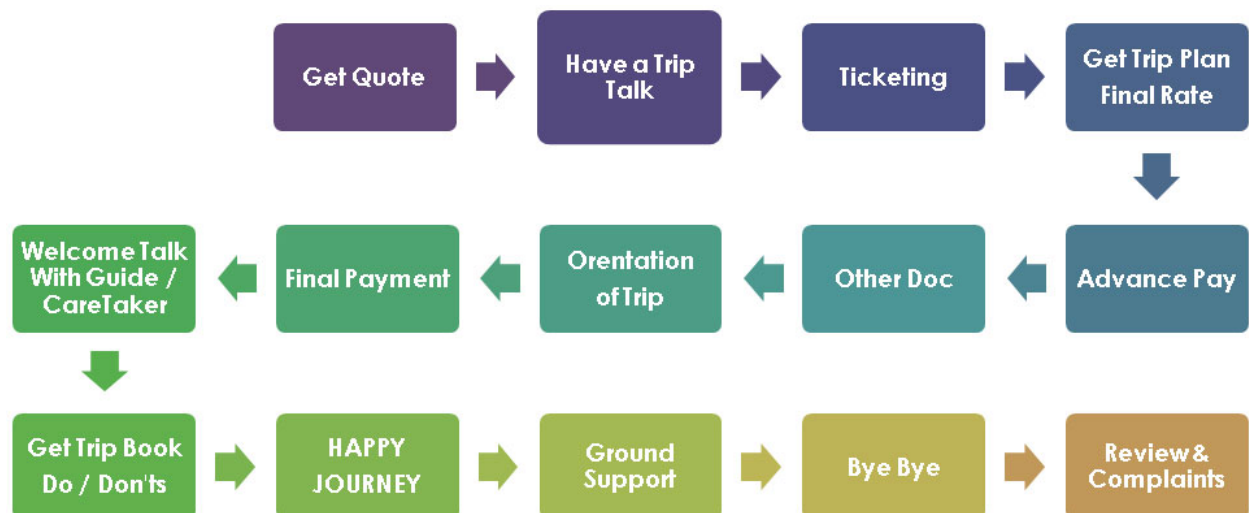 Get Quote
Have a Trip
Talk
Ticketing
Get Trip Plan
Final Rate
Advance Pay
Other Doc
Orentation
of Trip
Final Payment
Welcome Talk
With Guide /
CareTaker
Get Trip Book
Do / Don'ts
HAPPY
JOURNEY
Ground
Support
Bye Bye
Review &
Complaints